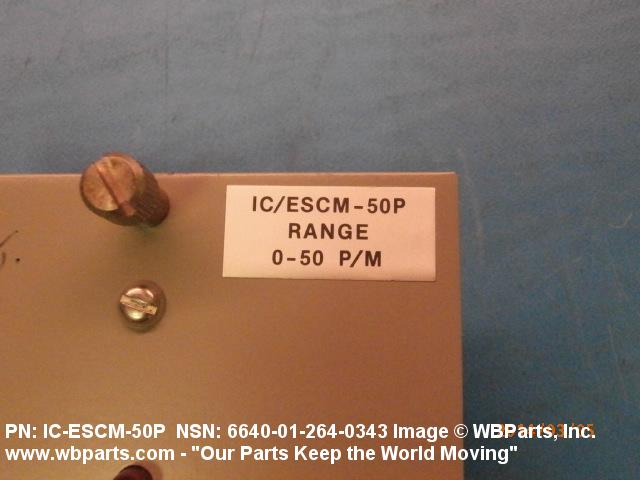 IC/ESCM-50P
RANGE
0-50 P/M
PN: IC-ESCM-50P NSN: 6640-01-264-0343 Image © WBParts, Inc.
www.wbparts.com - "Our Parts Keep the World Moving"